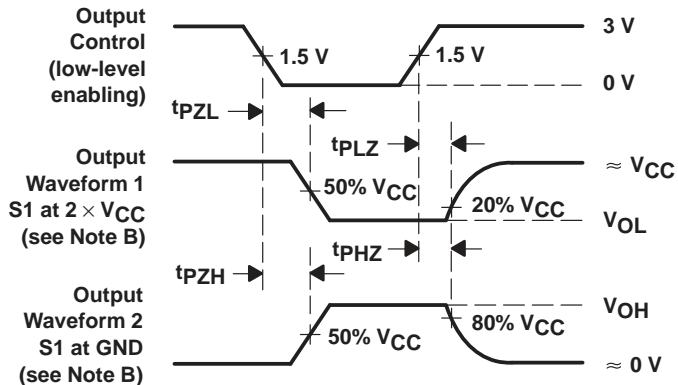 Output
Control
(low-level
enabling)
3 V
1.5 V
1.5 V
0 V
tPZL
tPLZ
Output
Waveform 1
S1 at 2 × VCC
(see Note B)
≈ VCC
50% VCC
20% VCC
VOL
tPZH
tPHZ
Output
Waveform 2
S1 at GND
(see Note B)
VOH
50% VCC
80% VCC
≈ 0 V